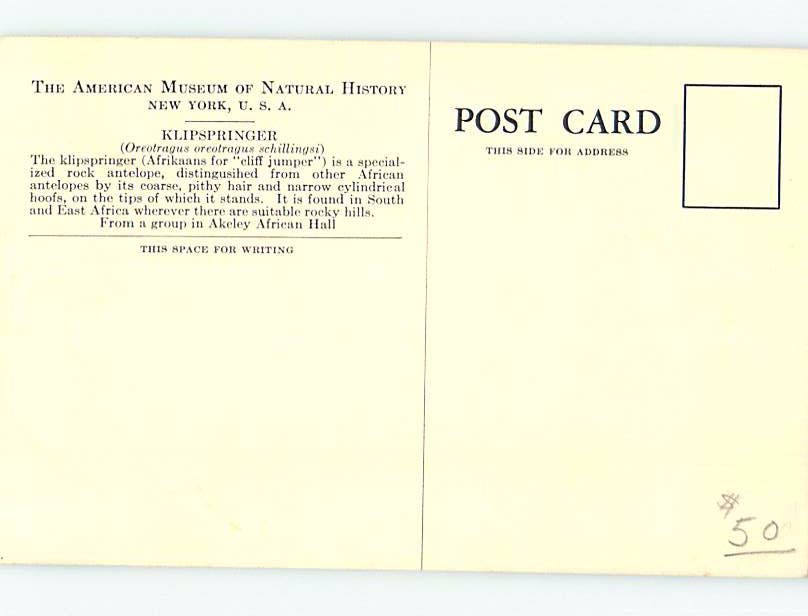 THE AMERICAN MUSEUM OF NATURAL HISTORY
NEW YORK, U. S. A.
KLIPSPRINGER
(Oreotragus oreotragus schillingsi)
The klipspringer (Afrikaans for "cliff jumper") is a special-
ized rock antelope, distingusihed from other African
antelopes by its coarse, pithy hair and narrow cylindrical
hoofs, on the tips of which it stands. It is found in South
and East Africa wherever there are suitable rocky hills.
From a group in Akeley African Hall
THIS SPACE FOR WRITING
POST CARD
THIS SIDE FOR ADDRESS
$
50